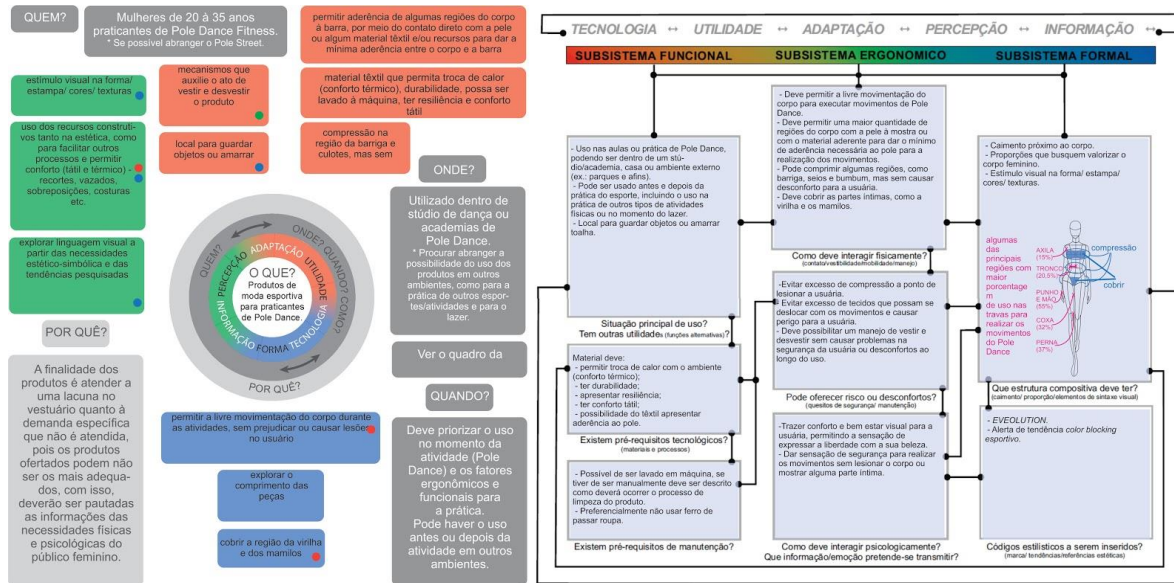 QUEM?
Mulheres de 20 à 35 anos
praticantes de Pole Dance Fitness.
* Se possível abranger o Pole Street.
permitir aderência de algumas regiões do corpo
à barra, por meio do contato direto com a pele
ou algum material têxtil e/ou recursos para dar a
mínima aderência entre o corpo e a barra
estímulo visual na forma/
estampa/ cores/ texturas
mecanismos que
auxilie o ato de
vestir e desvestir
o produto
material têxtil que permita troca de calor
(conforto térmico), durabilidade, possa ser
lavado à máquina, ter resiliência e conforto
tátil
uso dos recursos construti-
vos tanto na estética, como
para facilitar outros
processos e permitir
conforto (tátil e térmico) -
recortes, vazados,
sobreposições, costuras
etc.
local para guardar
objetos ou amarrar
compressão na
região da barriga e
culotes, mas sem
explorar linguagem visual a
partir das necessidades
estético-simbólica e das
tendências pesquisadas
QUEM?
ONDE? QUANDO? COMO?
POR QUÊ?
PERCEPÇÃO
ADAPTAÇÃO
UTILIDADE
TECNOLOGIA
FORMA
INFORMAÇÃO
O QUE?
Produtos de
moda esportiva
para praticantes
de Pole Dance.
ONDE?
Utilizado dentro de
stúdio de dança ou
academias de
Pole Dance.
* Procurar abranger a
possibilidade do uso dos
produtos em outros
ambientes, como para a
prática de outros espor-
tes/atividades e para o
lazer.
Ver o quadro da
POR QUÊ?
A finalidade dos
produtos é atender a
uma lacuna no
vestuário quanto à
demanda especifica
que não é atendida,
pois os produtos
ofertados podem não
ser os mais adequa-
dos, com isso,
deverão ser pautadas
as informações das
necessidades físicas
e psicológicas do
público feminino.
permitir a livre movimentação do corpo durante
as atividades, sem prejudicar ou causar lesões
no usuário
explorar o
comprimento das
peças
cobrir a região da virilha
e dos mamilos
QUANDO?
Deve priorizar o uso
no momento da
atividade (Pole
Dance) e os fatores
ergonômicos e
funcionais para
a prática.
Pode haver o uso
antes ou depois da
atividade em outros
ambientes.
TECNOLOGIA ↔ UTILIDADE ↔ ADAPTAÇÃO ↔ PERCEPÇÃO ↔ INFORMAÇÃO ↔
SUBSISTEMA FUNCIONAL
SUBSISTEMA ERGONOMICO
SUBSISTEMA FORMAL
- Uso nas aulas ou prática de Pole Dance,
podendo ser dentro de um stú-
dio/academia, casa ou ambiente externo
(ex.: parques e afins).
- Pode ser usado antes e depois da
prática do esporte, incluindo o uso na
prática de outros tipos de atividades
físicas ou no momento do lazer.
- Local para guardar objetos ou amarrar
toalha.
Situação principal de uso?
Tem outras utilidades (funções alternativas)?
Material deve:
- permitir troca de calor com o ambiente
(conforto térmico);
- ter durabilidade;
- apresentar resiliência;
- ter conforto tátil;
- possibilidade do têxtil apresentar
aderência ao pole.
Existem pré-requisitos tecnológicos?
(materiais e processos)
- Possível de ser lavado em máquina, se
tiver de ser manualmente deve ser descrito
como deverá ocorrer o processo de
limpeza do produto.
- Preferencialmente não usar ferro de
passar roupa.
Existem pré-requisitos de manutenção?
- Deve permitir a livre movimentação do
corpo para executar movimentos de Pole
Dance.
- Deve permitir uma maior quantidade de
regiões do corpo com a pele à mostra ou
com o material aderente para dar o mínimo
de aderência necessária ao pole para a
realização dos movimentos.
- Pode comprimir algumas regiões, como
barriga, seios e bumbum, mas sem causar
desconforto para a usuária.
- Deve cobrir as partes íntimas, como a
virilha e os mamilos.
Como deve interagir fisicamente?
(contato/vestibilidade/mobilidade/manejo)
- Evitar excesso de compressão a ponto de
lesionar a usuária.
- Evitar excesso de tecidos que possam se
deslocar com os movimentos e causar
perigo para a usuária.
- Deve possibilitar um manejo de vestir e
desvestir sem causar problemas na
segurança da usuária ou desconfortos ao
longo do uso.
Pode oferecer risco ou desconfortos?
(quesitos de segurança/ manutenção)
-Trazer conforto e bem estar visual para a
usuária, permitindo a sensação de
expressar a liberdade com a sua beleza.
- Dar sensação de segurança para realizar
os movimentos sem lesionar o corpo ou
mostrar alguma parte íntima.
Como deve interagir psicologicamente?
Que informação/emoção pretende-se transmitir?
- Caimento próximo ao corpo.
- Proporções que busquem valorizar o
corpo feminino.
- Estímulo visual na forma/ estampa/
cores/ texturas.
algumas
das
principais
regiões com
maior
porcentage
m
de uso nas
travas para
realizar os
movimentos
do Pole
Dance
AXILA
(15%)
TRONCO
(20,5%)
PUNHO
E MÃO
(55%)
COXA
(32%)
PERNA
(37%)
compressão
cobrir
Que estrutura compositiva deve ter?
(caimento/ proporção/elementos de sintaxe visual)
- EVEOLUTION.
- Alerta de tendência color blocking
esportivo.
Códigos estilísticos a serem inseridos?
(marca/ tendências/referências estéticas)